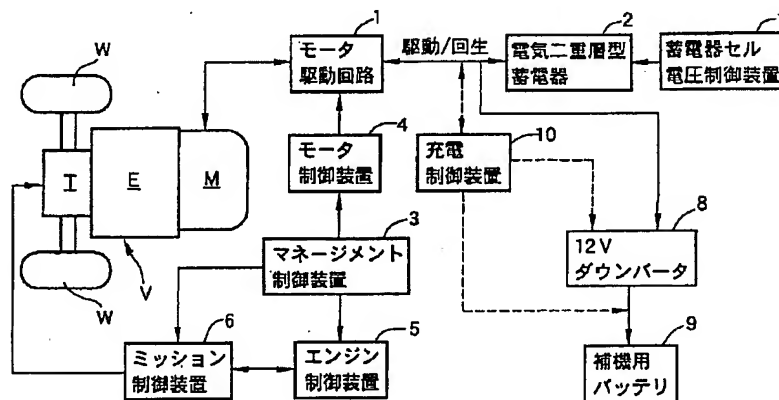 1
モータ
駆動回路
駆動/回生
2
電気二重層型
蓄電器
蓄電器セル
電圧制御装置
W
T
E
M
V
W
4
モータ
制御装置
10
充電
制御装置
3
マネージメント
制御装置
8
12V
ダウンバータ
6
ミッション
制御装置
5
エンジン
制御装置
9
補機用
バッテリ